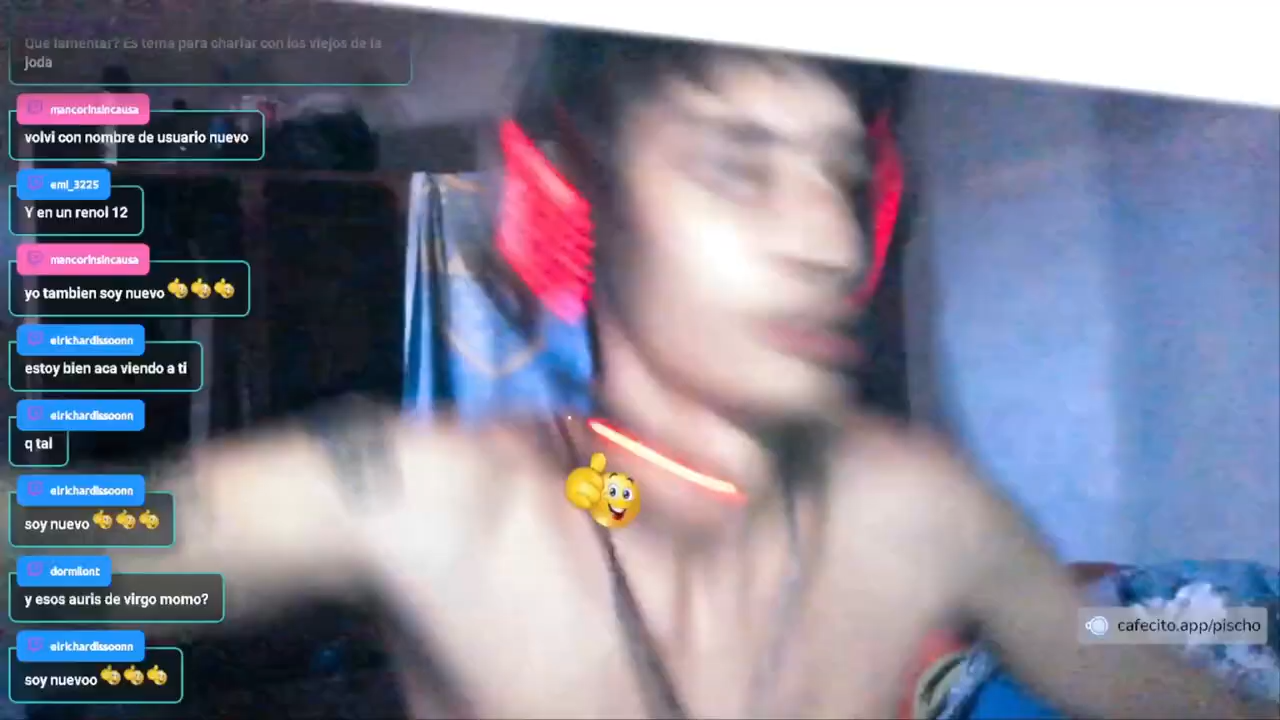 Que lamentar? Es tema para charlar con los viejos de la
joda
mancorinsincausa
volvi con nombre de usuario nuevo
emi_3225
Y en un renol 12
mancorinsincausa
yo tambien soy nuevo
elrichardissoonn
estoy bien aca viendo a ti
elrichardissoonn
q tal
elrichardissoonn
soy nuevo
dormilont
y esos auris de virgo momo?
elrichardissoonn
soy nuevoo
cafecito.app/pischo